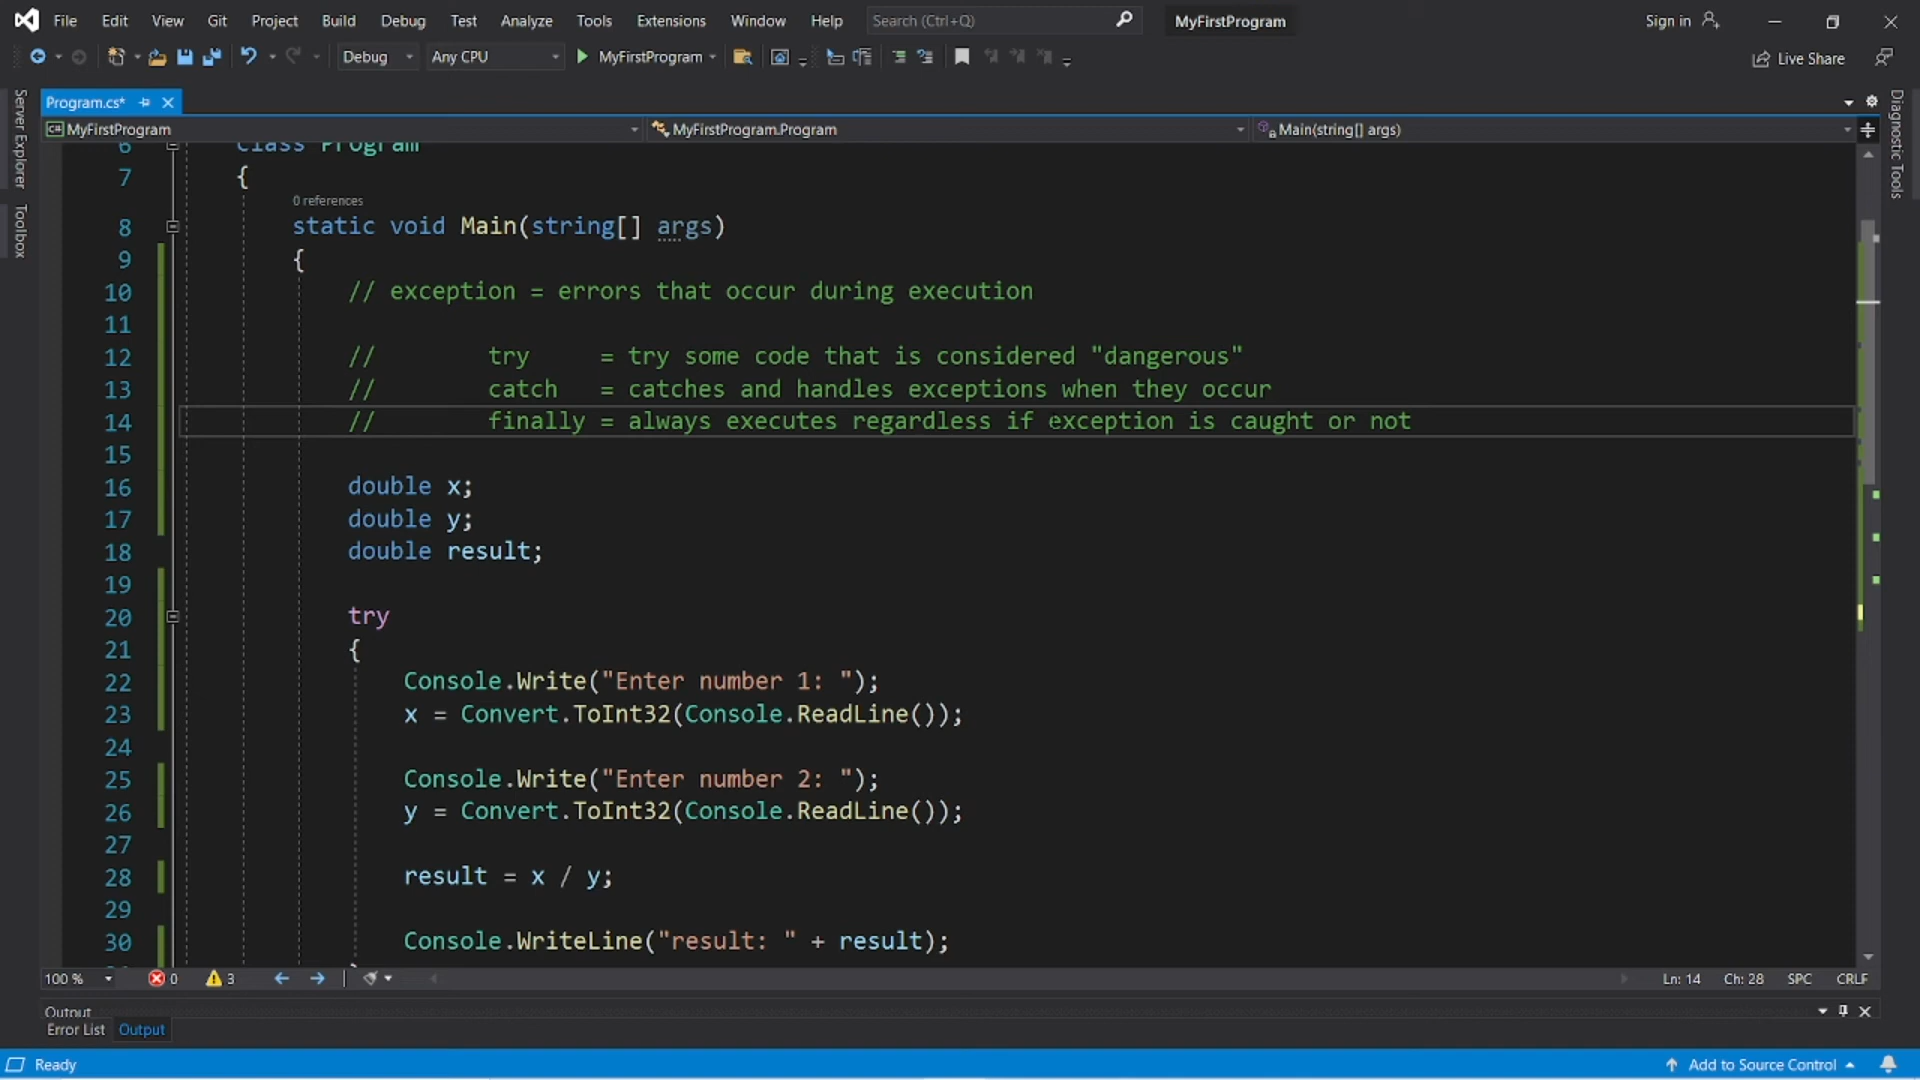 File Edit View Git Project Build Debug Test Analyze Tools Extensions Window Help Search (Ctrl+Q) MyFirstProgram Sign in
Debug Any CPU MyFirstProgram Live Share
Server Explorer
Toolbox
Program.cs*
MyFirstProgram MyFirstProgram.Program Main(string[] args)
Diagnostic Tools
6 class Program
7 {
0 references
8 static void Main(string[] args)
9 {
10 // exception = errors that occur during execution
11
12 // try = try some code that is considered "dangerous"
13 // catch = catches and handles exceptions when they occur
14 // finally = always executes regardless if exception is caught or not
15
16 double x;
17 double y;
18 double result;
19
20 try
21 {
22 Console.Write("Enter number 1: ");
23 x = Convert.ToInt32(Console.ReadLine());
24
25 Console.Write("Enter number 2: ");
26 y = Convert.ToInt32(Console.ReadLine());
27
28 result = x / y;
29
30 Console.WriteLine("result: " + result);
100 % 0 3 Ln: 14 Ch: 28 SPC CRLF
Output
Error List Output
Ready Add to Source Control